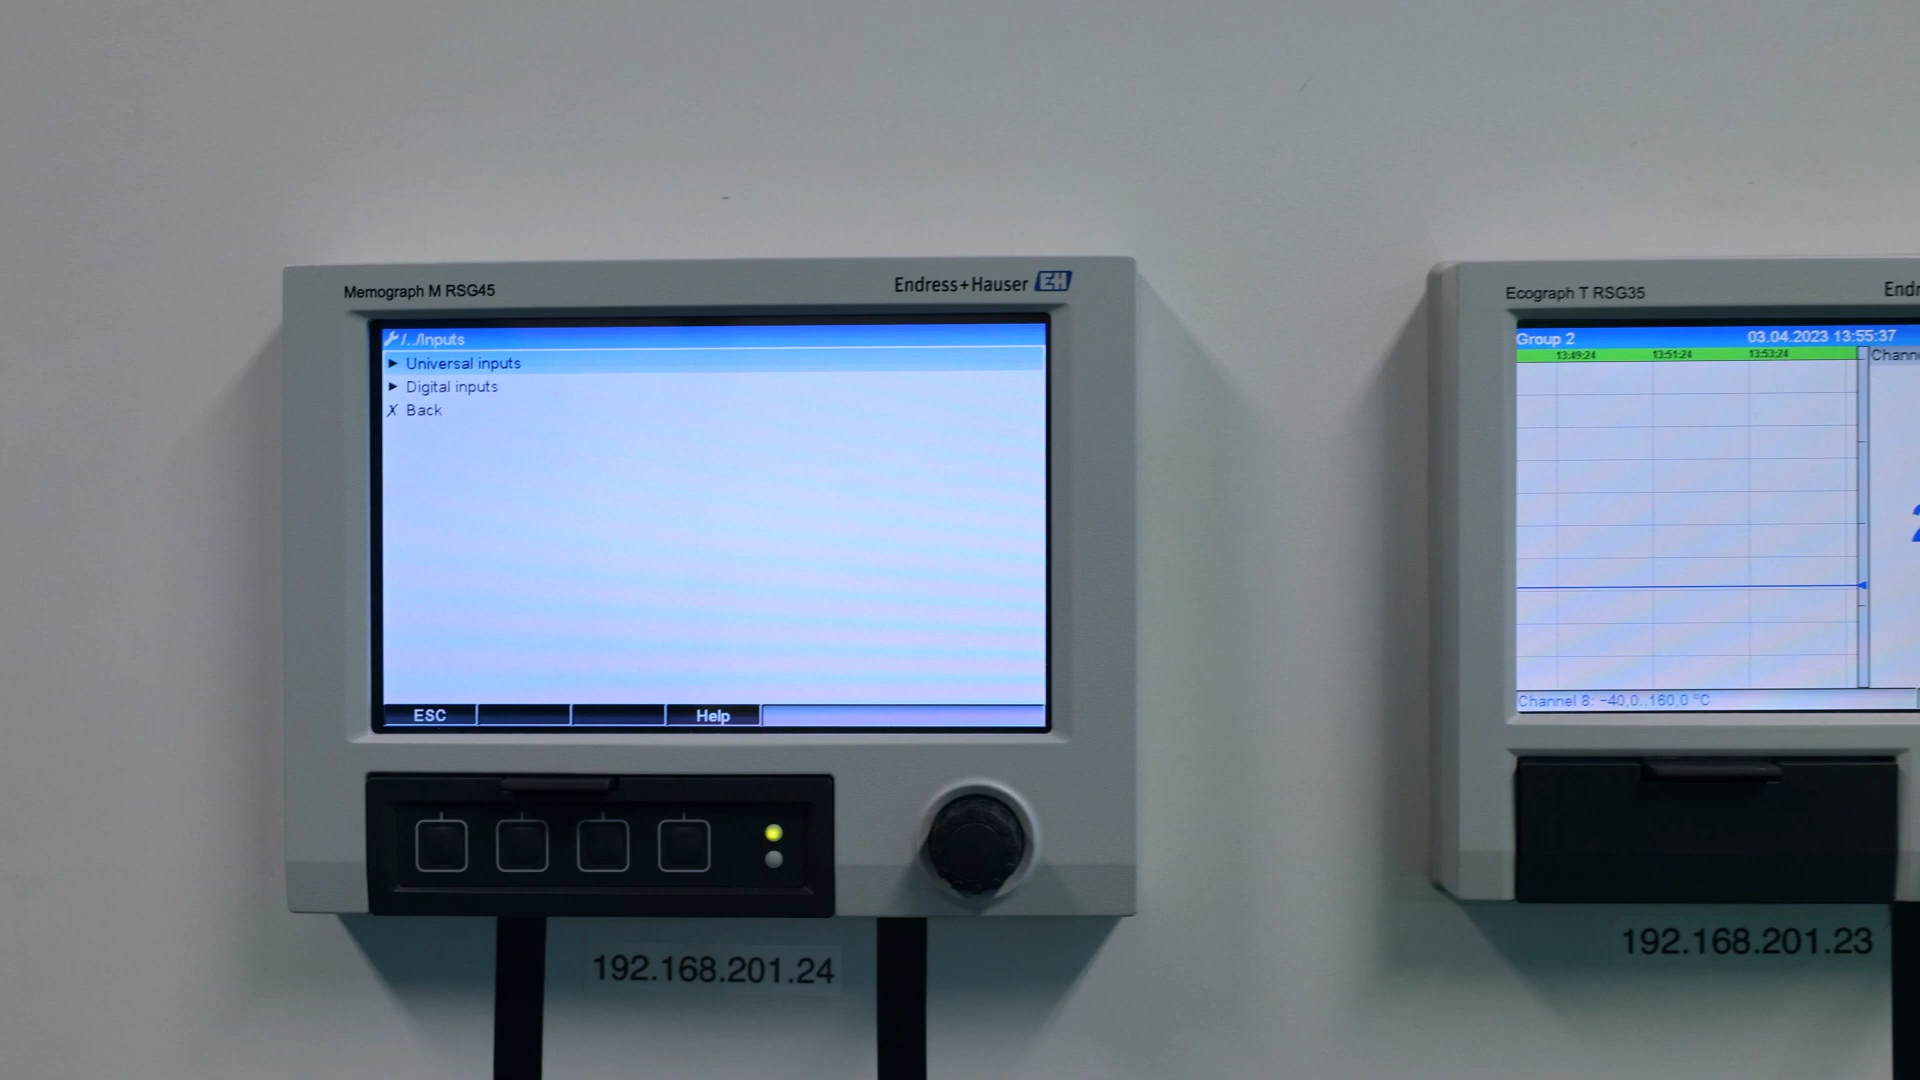 Memograph M RSG45
Endress+Hauser EH
/../Inputs
Universal inputs
Digital inputs
X Back
ESC
Help
192.168.201.24
Ecograph T RSG35
Endr
Group 2
03.04.2023 13:55:37
13:49:24
13:51:24
13:53:24
Chann
2
Channel 8: -40,0..160,0 °C
192.168.201.23